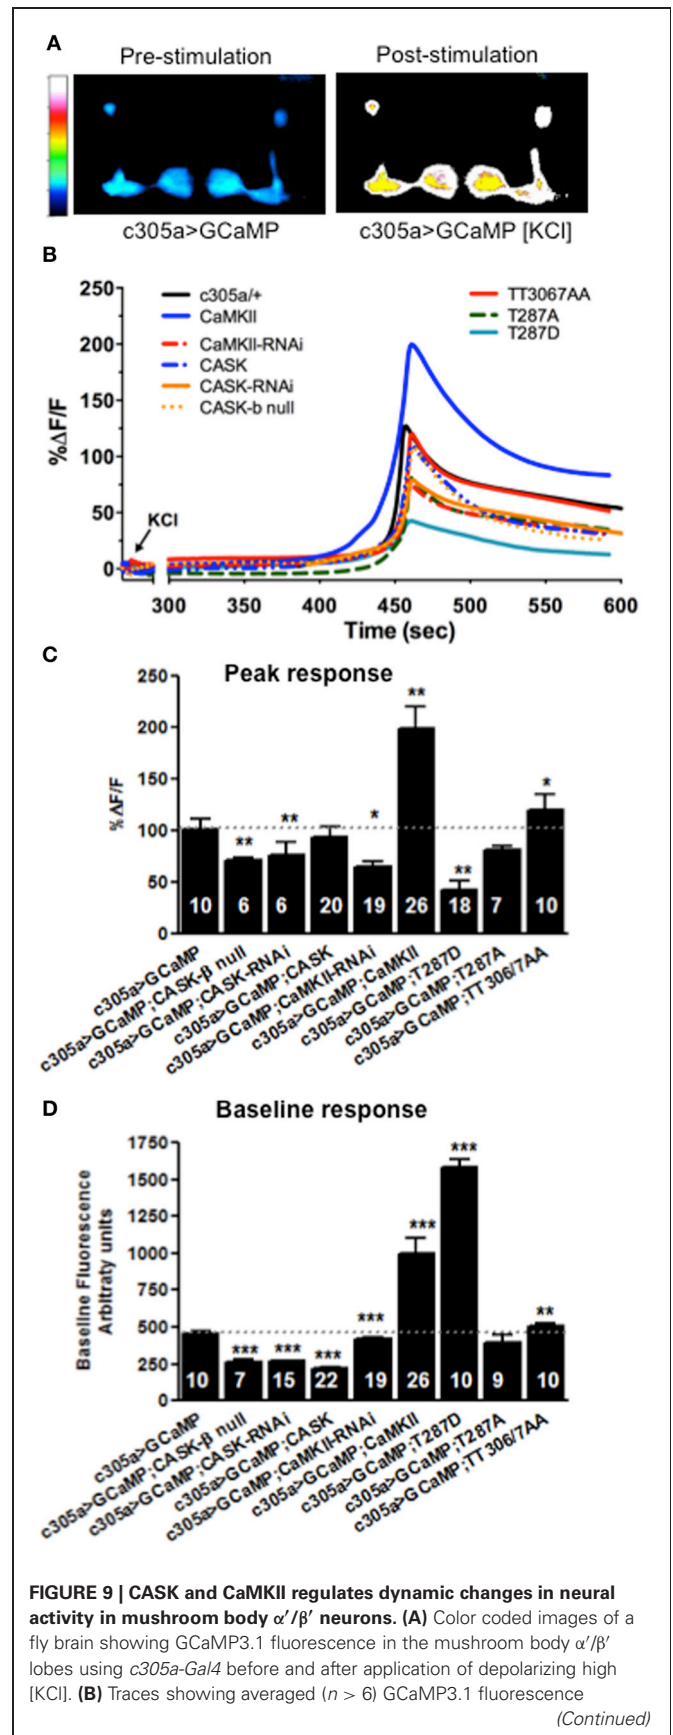 A
Pre-stimulation
Post-stimulation
c305a>GCaMP
c305a>GCaMP [KCl]
B
250
200
150
100
50
0
%ΔF/F
c305a/+
CaMKII
CaMKII-RNAi
CASK
CASK-RNAi
CASK-b null
TT3067AA
T287A
T287D
KCl
300
350
400
450
500
550
600
Time (sec)
C
Peak response
250
200
150
100
50
0
%ΔF/F
**
**
*
**
**
*
10
6
6
20
19
26
18
7
10
c305a>GCaMP
c305a>GCaMP;CASK-β null
c305a>GCaMP;CASK-RNAi
c305a>GCaMP;CASK
c305a>GCaMP;CaMKII-RNAi
c305a>GCaMP;CaMKII
c305a>GCaMP;T287D
c305a>GCaMP;T287A
c305a>GCaMP;TT306/7AA
D
Baseline response
1750
1500
1250
1000
750
500
250
0
Baseline Fluorescence
Arbitraty units
***
***
***
***
***
***
**
10
7
15
22
19
26
10
9
10
c305a>GCaMP
c305a>GCaMP;CASK-β null
c305a>GCaMP;CASK-RNAi
c305a>GCaMP;CASK
c305a>GCaMP;CaMKII-RNAi
c305a>GCaMP;CaMKII
c305a>GCaMP;T287D
c305a>GCaMP;T287A
c305a>GCaMP;TT306/7AA
FIGURE 9 | CASK and CaMKII regulates dynamic changes in neural
activity in mushroom body α′/β′ neurons. (A) Color coded images of a
fly brain showing GCaMP3.1 fluorescence in the mushroom body α′/β′
lobes using c305a-Gal4 before and after application of depolarizing high
[KCl]. (B) Traces showing averaged (n > 6) GCaMP3.1 fluorescence
(Continued)